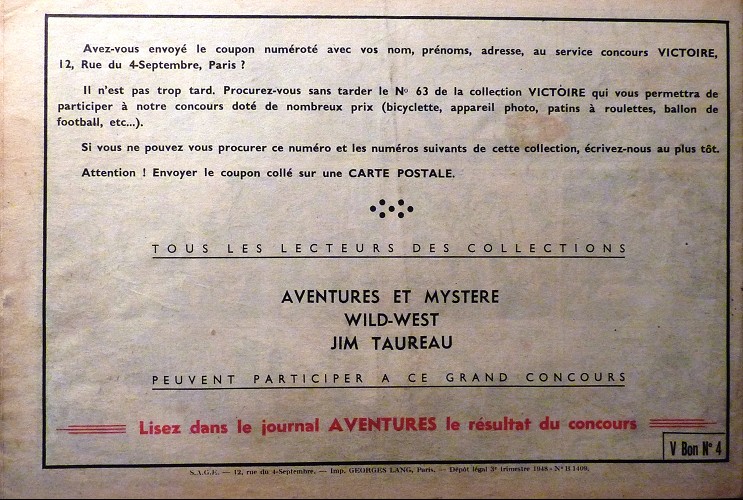 Avez-vous envoyé le coupon numéroté avec vos nom, prénoms, adresse, au service concours VICTOIRE,
12, Rue du 4-Septembre, Paris ?
Il n'est pas trop tard. Procurez-vous sans tarder le Nº 63 de la collection VICTOIRE qui vous permettra de
participer à notre concours doté de nombreux prix (bicyclette, appareil photo, patins à roulettes, ballon de
football, etc...).
Si vous ne pouvez vous procurer ce numéro et les numéros suivants de cette collection, écrivez-nous au plus tôt.
Attention ! Envoyer le coupon collé sur une CARTE POSTALE.
TOUS LES LECTEURS DES COLLECTIONS
AVENTURES ET MYSTERE
WILD-WEST
JIM TAUREAU
PEUVENT PARTICIPER A CE GRAND CONCOURS
Lisez dans le journal AVENTURES le résultat du concours
V Bon Nº 4
S.A.G.E. — 12, rue du 4-Septembre. — Imp. GEORGES LANG, Paris. — Dépôt légal 3e trimestre 1948 - Nº H 1409.